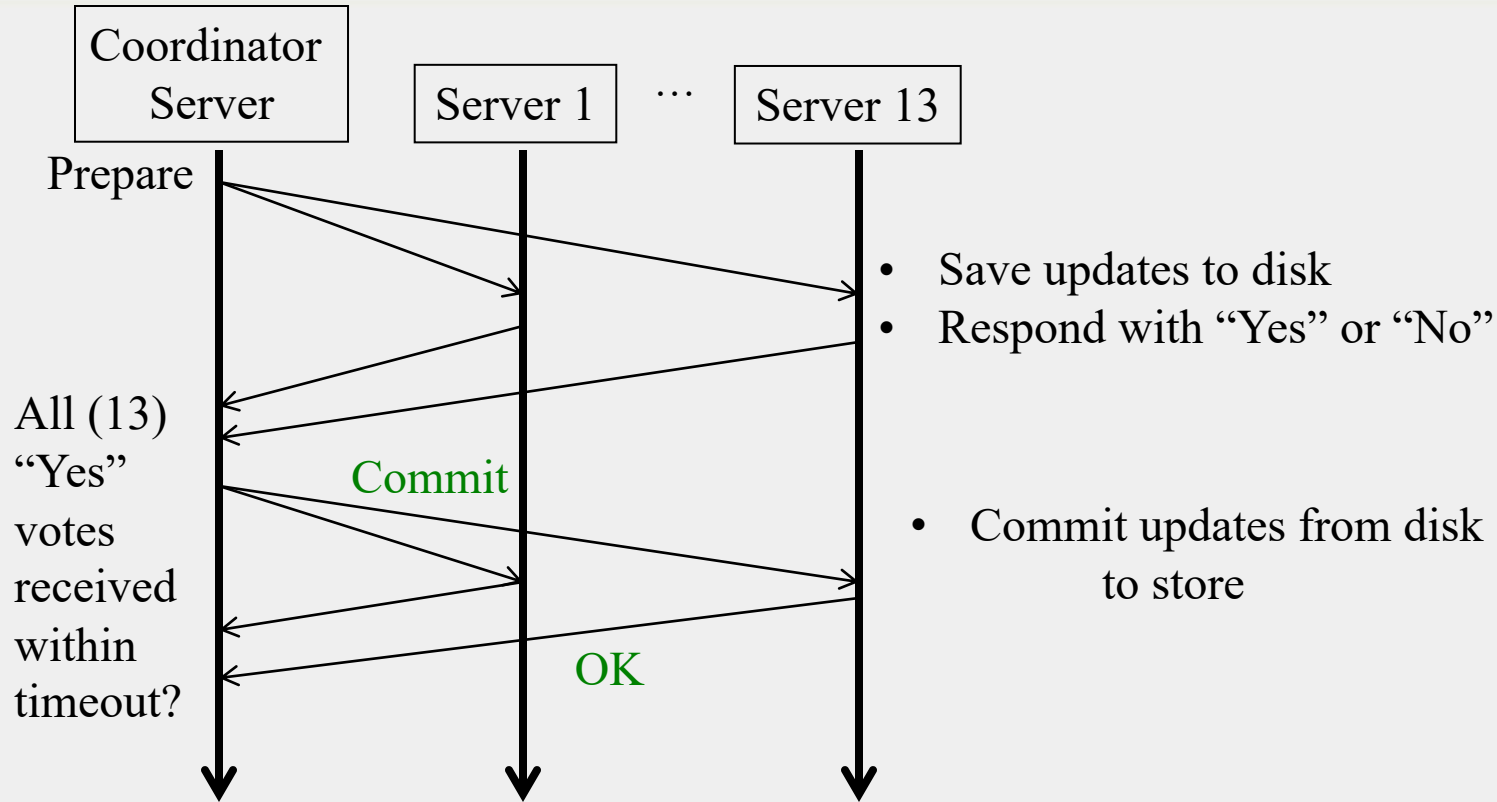 Coordinator
Server
Server 1
…
Server 13
Prepare
• Save updates to disk
• Respond with “Yes” or “No”
All (13)
“Yes”
votes
received
within
timeout?
Commit
• Commit updates from disk
to store
OK